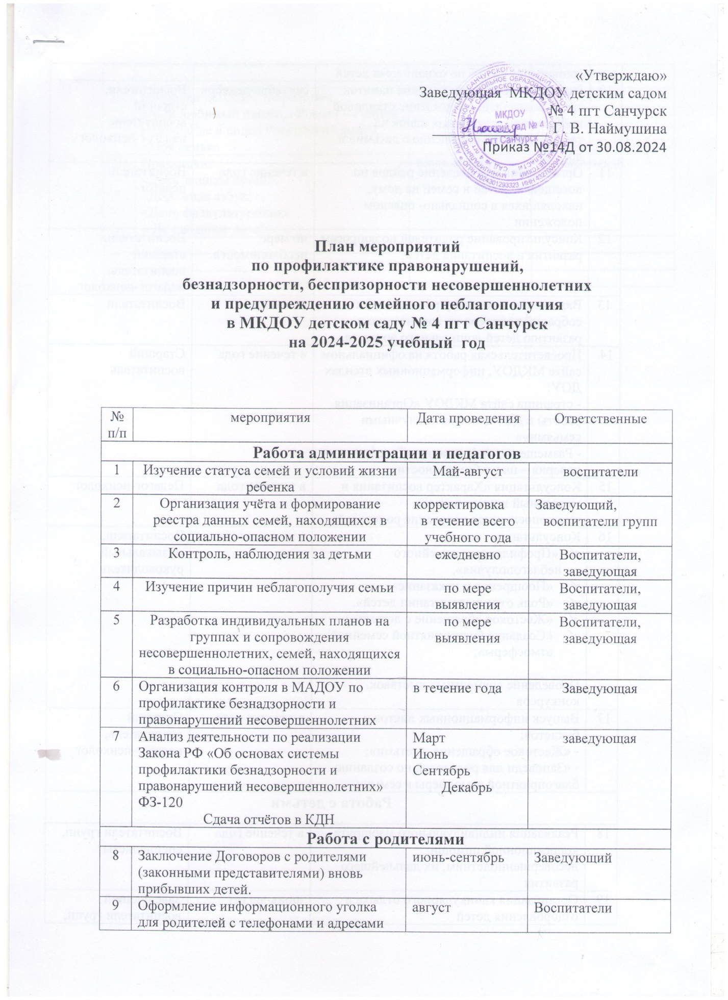 «Утверждаю»
Заведующая МКДОУ детским садом
№ 4 пгт Санчурск
Г. В. Наймушина
Приказ №14Д от 30.08.2024
МКДОУ
детский сад № 4
пгт Санчурск
ОГРН 1024301293323 ИНН 4327002941
План мероприятий
по профилактике правонарушений,
безнадзорности, беспризорности несовершеннолетних
и предупреждению семейного неблагополучия
в МКДОУ детском саду № 4 пгт Санчурск
на 2024-2025 учебный год
№ мероприятия Дата проведения Ответственные
п/п
Работа администрации и педагогов
1 Изучение статуса семей и условий жизни Май-август воспитатели
ребенка
2 Организация учёта и формирование корректировка Заведующий,
реестра данных семей, находящихся в в течение всего воспитатели групп
социально-опасном положении учебного года
3 Контроль, наблюдения за детьми ежедневно Воспитатели,
заведующая
4 Изучение причин неблагополучия семьи по мере Воспитатели,
выявления заведующая
5 Разработка индивидуальных планов на по мере Воспитатели,
группах и сопровождения выявления заведующая
несовершеннолетних, семей, находящихся
в социально-опасном положении
6 Организация контроля в МАДОУ по в течение года Заведующая
профилактике безнадзорности и
правонарушений несовершеннолетних
7 Анализ деятельности по реализации Март заведующая
Закона РФ «Об основах системы Июнь
профилактики безнадзорности и Сентябрь
правонарушений несовершеннолетних» Декабрь
ФЗ-120
Сдача отчётов в КДН
Работа с родителями
8 Заключение Договоров с родителями июнь-сентябрь Заведующий
(законными представителями) вновь
прибывших детей.
9 Оформление информационного уголка август Воспитатели
для родителей с телефонами и адресами